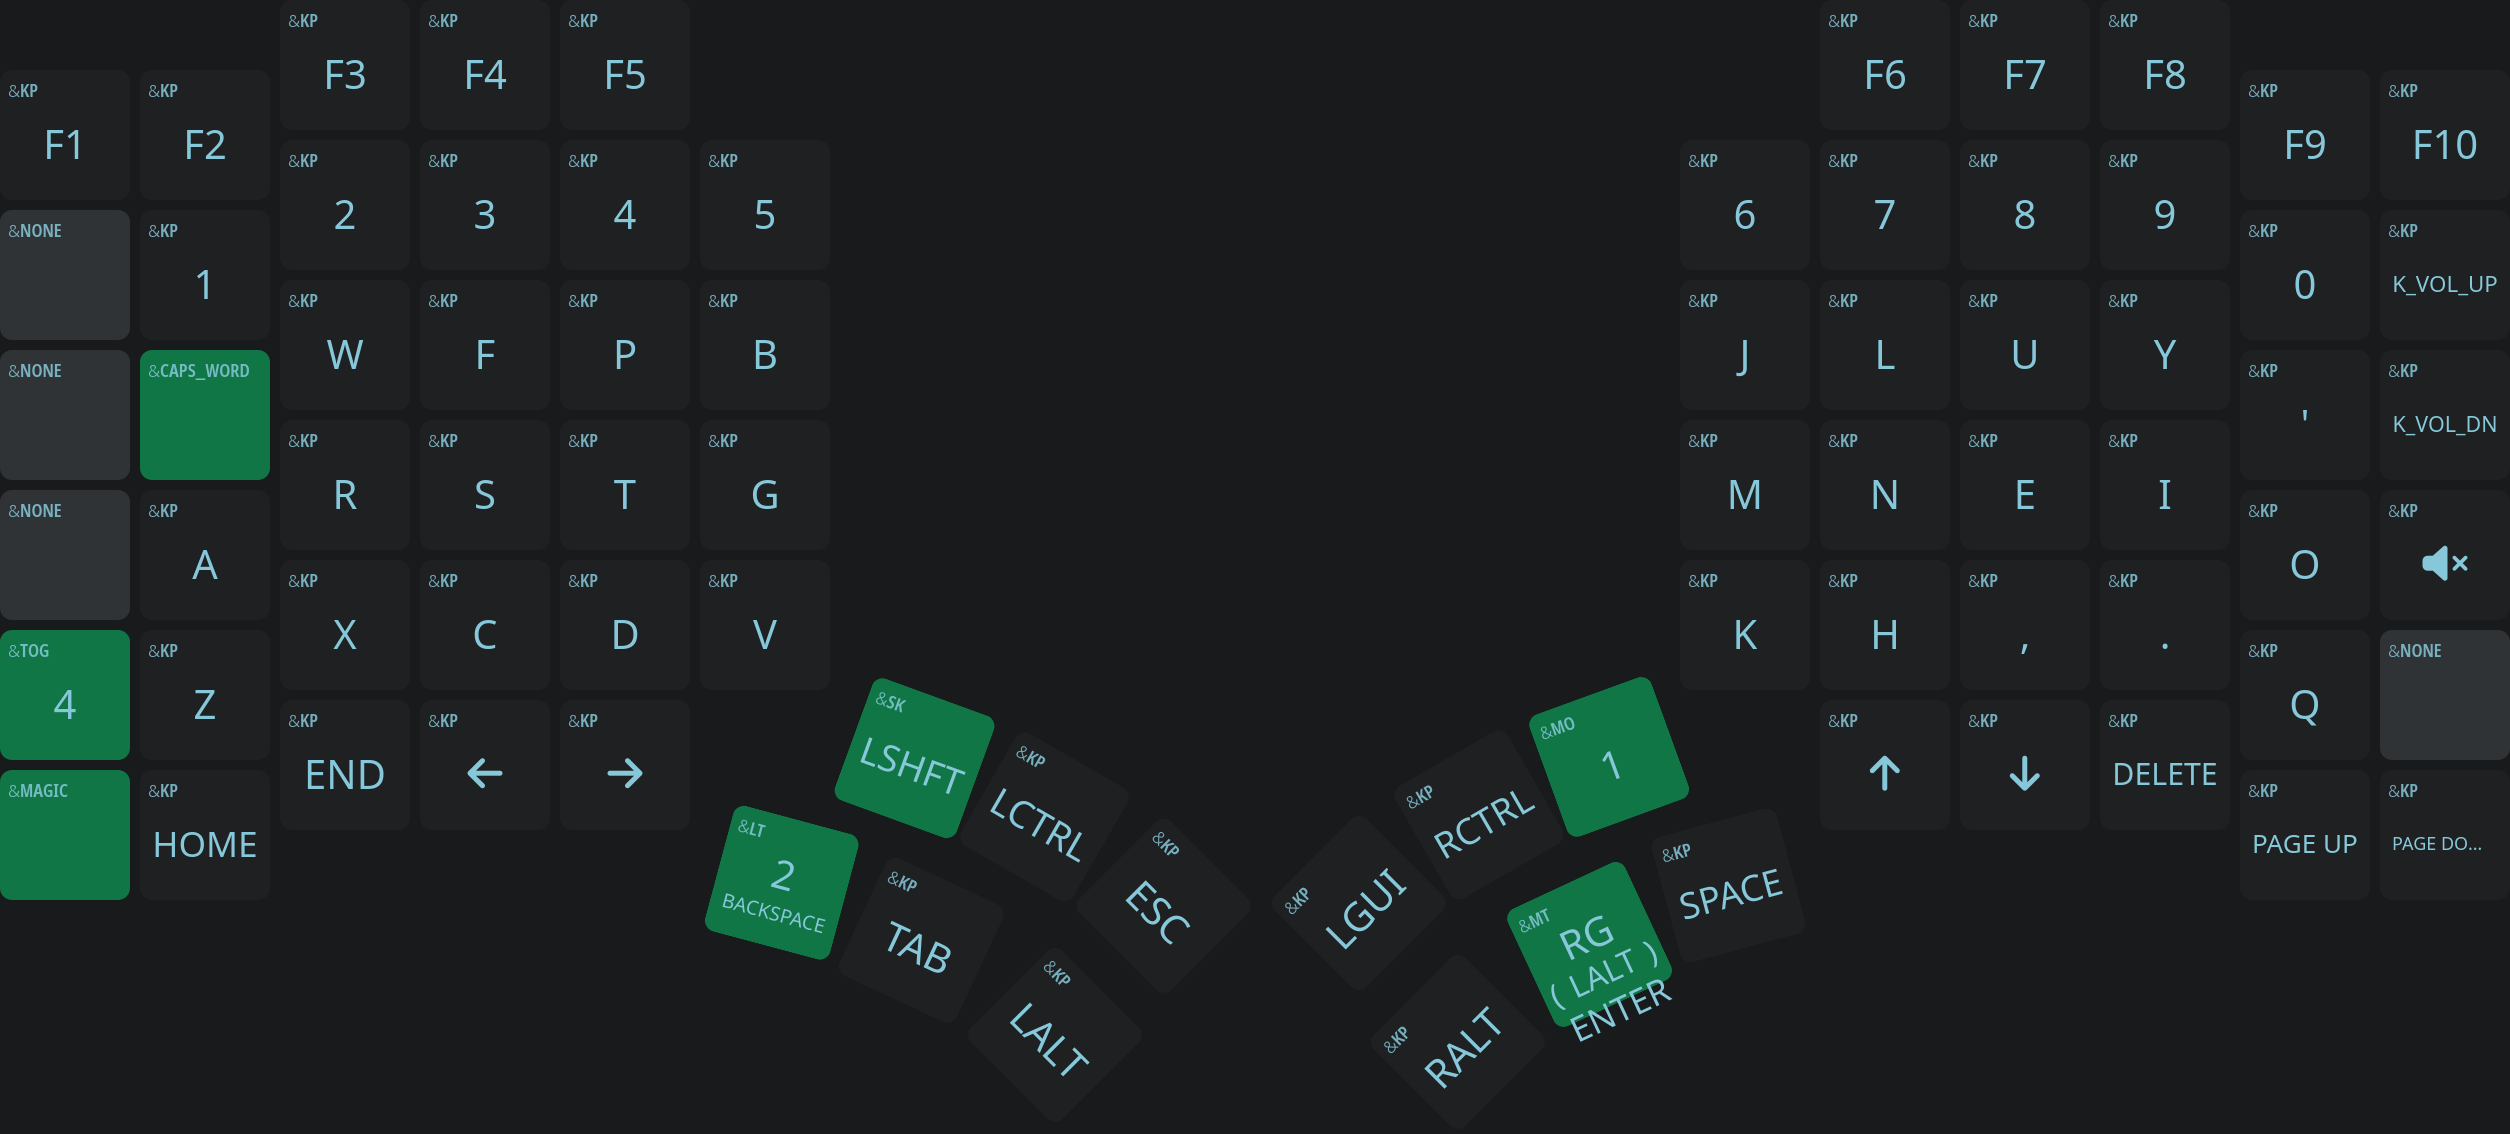 &KP &KP &KP &KP &KP &KP
F3 F4 F5 F6 F7 F8
&KP &KP &KP &KP
F1 F2 F9 F10
&KP &KP &KP &KP &KP &KP &KP &KP
2 3 4 5 6 7 8 9
&NONE &KP &KP &KP
1 0 K_VOL_UP
&KP &KP &KP &KP &KP &KP &KP &KP
W F P B J L U Y
&NONE &CAPS_WORD &KP &KP
' K_VOL_DN
&KP &KP &KP &KP &KP &KP &KP &KP
R S T G M N E I
&NONE &KP &KP &KP
A O
&KP &KP &KP &KP &KP &KP &KP &KP
X C D V K H , .
&TOG &KP &KP &NONE
4 Z Q
&KP &KP &KP &KP &KP &KP
END ← → ↑ ↓ DELETE
&MAGIC &KP &KP &KP
HOME PAGE UP PAGE DO...
&SK
LSHFT
&KP
LCTRL
&KP
ESC
&LT
2
BACKSPACE
&KP
TAB
&KP
LALT
&MO
1
&KP
RCTRL
&KP
LGUI
&KP
SPACE
&MT
RG
( LALT )
ENTER
&KP
RALT